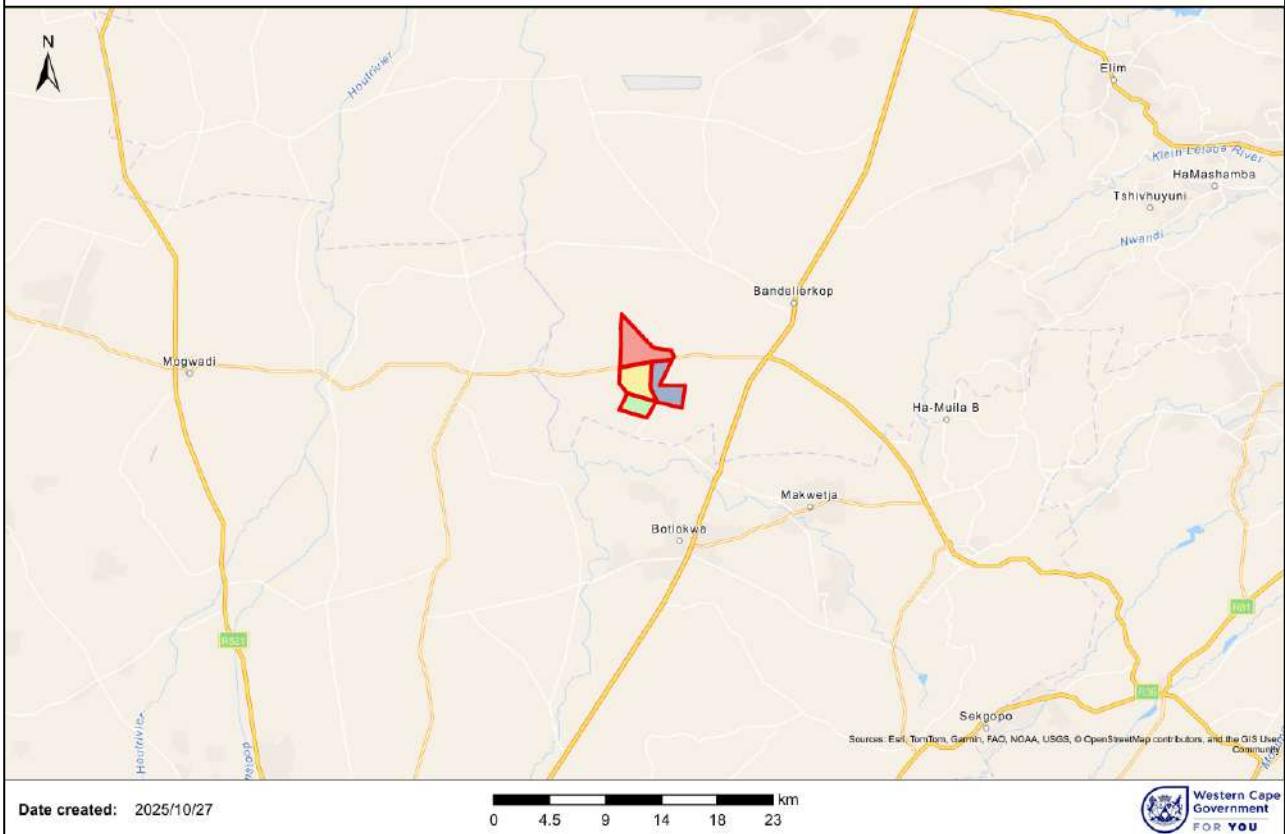 N
Houtrivier
Elim
Klein Letaba River
HaMashamba
Tshivhuyuni
Nwandi
Bandelierkop
Mogwadi
Ha-Muila B
Makwetja
Botlokwa
R521
R81
R36
Sekgopo
Houtrivier
Sources: Esri, TomTom, Garmin, FAO, NOAA, USGS, © OpenStreetMap contributors, and the GIS User
Community
Date created: 2025/10/27
km
0 4.5 9 14 18 23
Western Cape
Government
FOR YOU